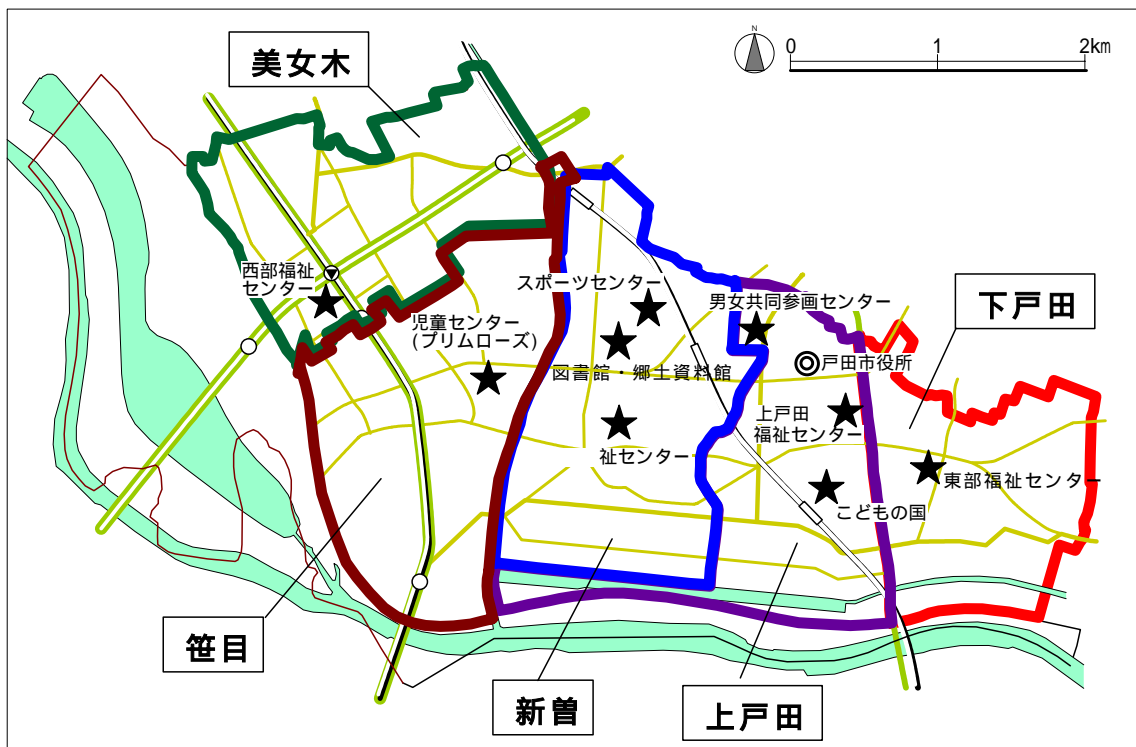 美女木
N
0 1 2km
西部福祉
センター
スポーツセンター
男女共同参画センター
下戸田
児童センター
(プリムローズ)
図書館・郷土資料館
戸田市役所
上戸田
福祉センター
祉センター
東部福祉センター
こどもの国
笹目
新曽
上戸田